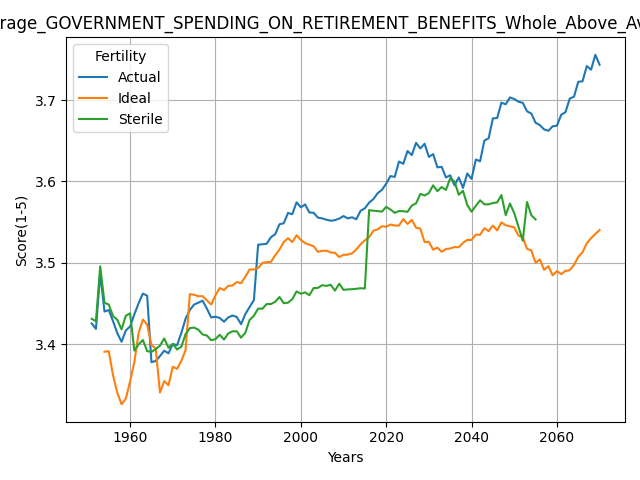 rage_GOVERNMENT_SPENDING_ON_RETIREMENT_BENEFITS_Whole_Above_Av
Fertility
Actual
Ideal
Sterile
Score(1-5)
3.7
3.6
3.5
3.4
1960 1980 2000 2020 2040 2060
Years